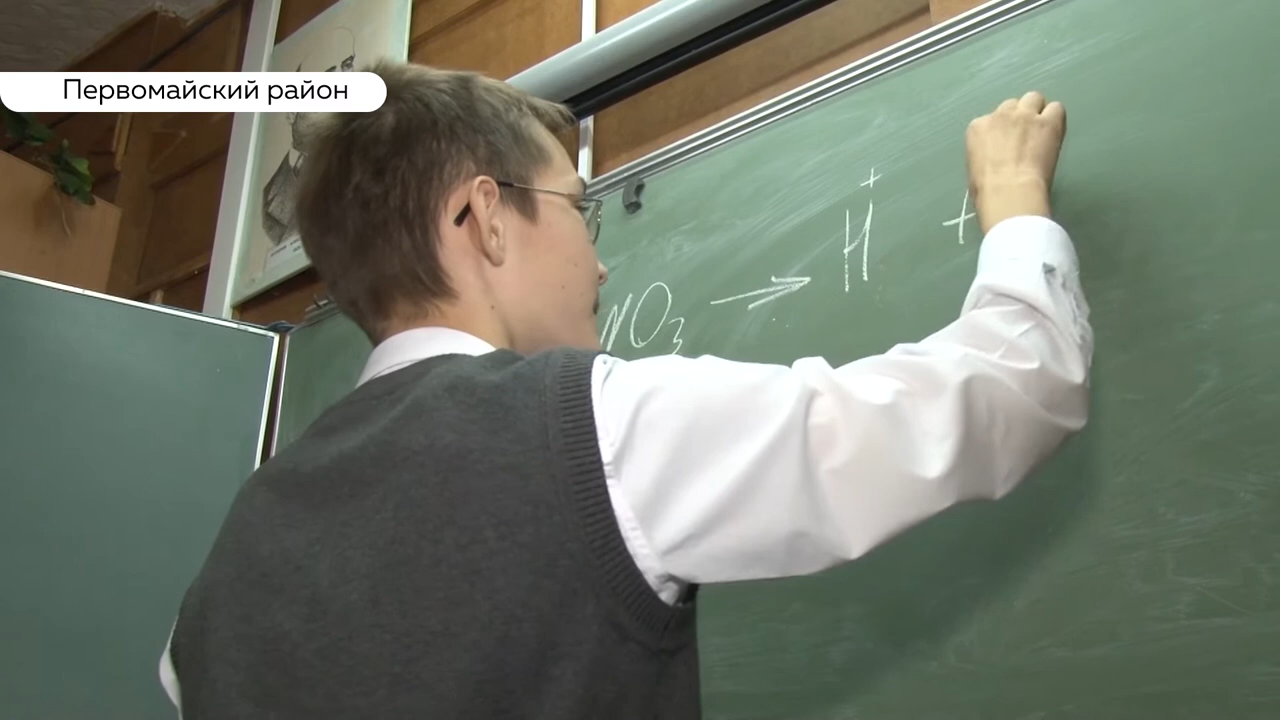 Первомайский район
NO₃ → H⁺ +